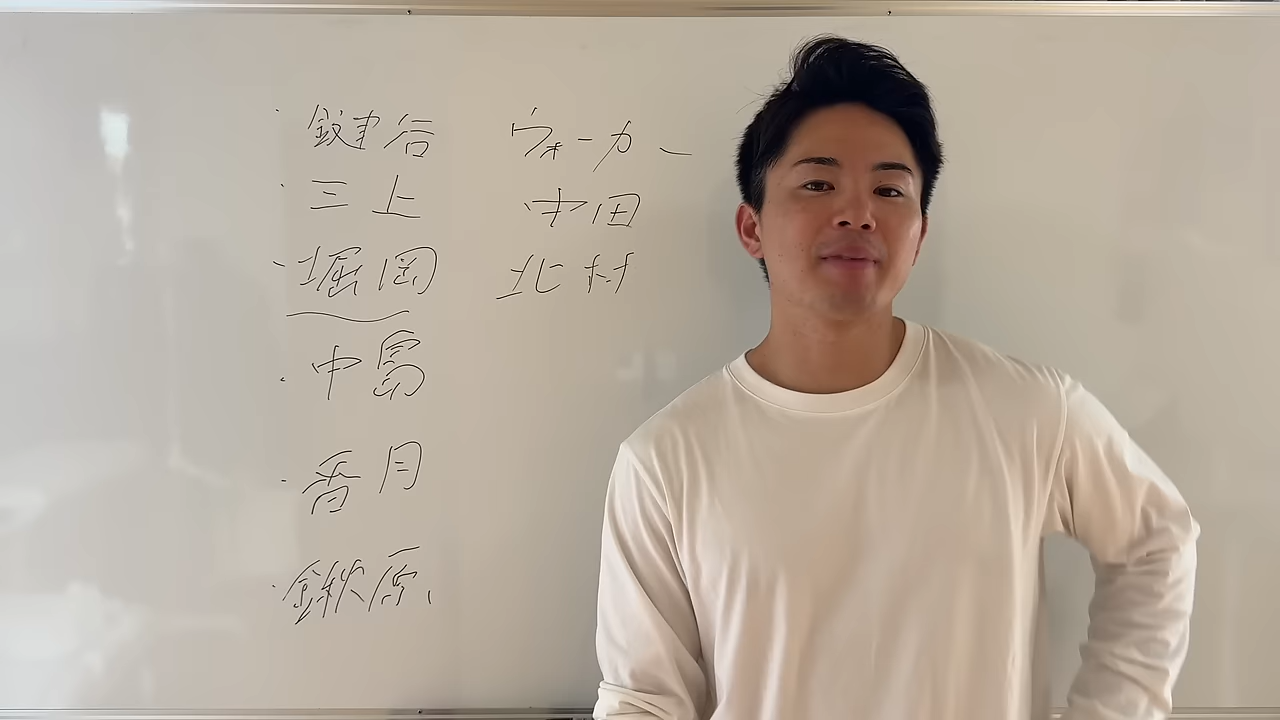 ・鍵谷 ウォーカー
・三上 中田
・堀岡 北村
・中島
・香月
・鍬原